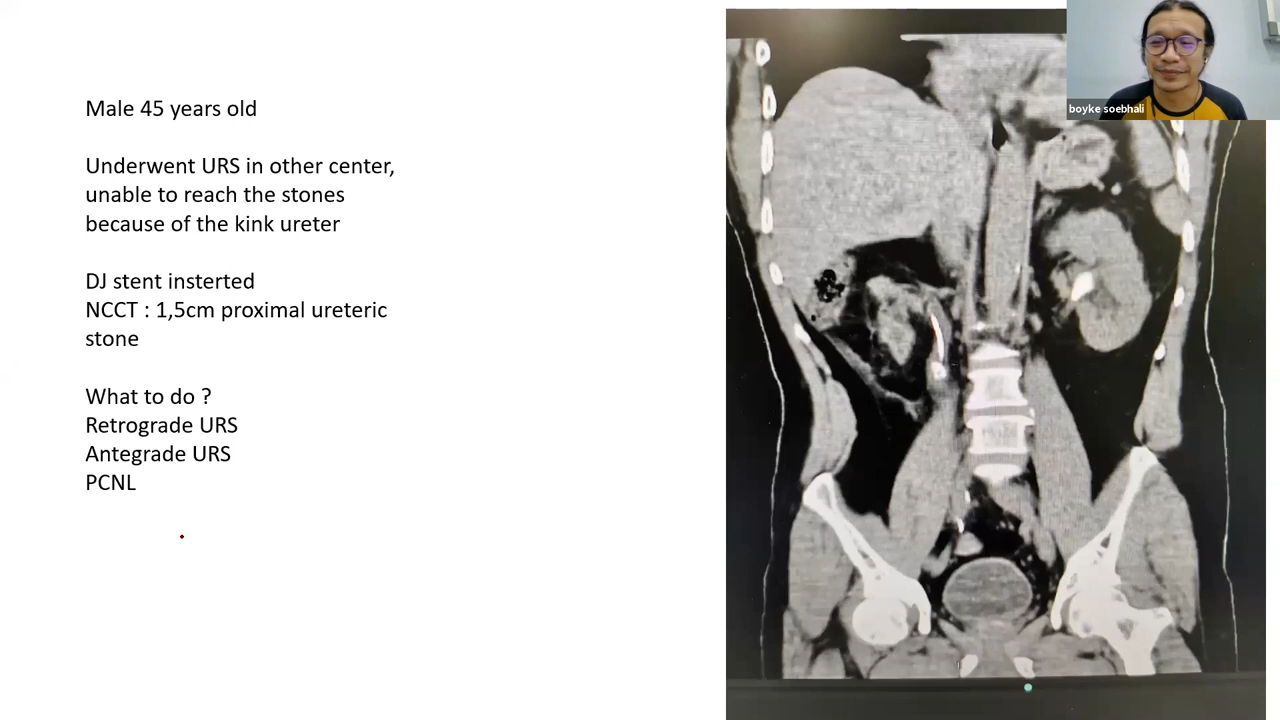 Male 45 years old
Underwent URS in other center,
unable to reach the stones
because of the kink ureter
DJ stent insterted
NCCT : 1,5cm proximal ureteric
stone
What to do ?
Retrograde URS
Antegrade URS
PCNL
boyke soebhali